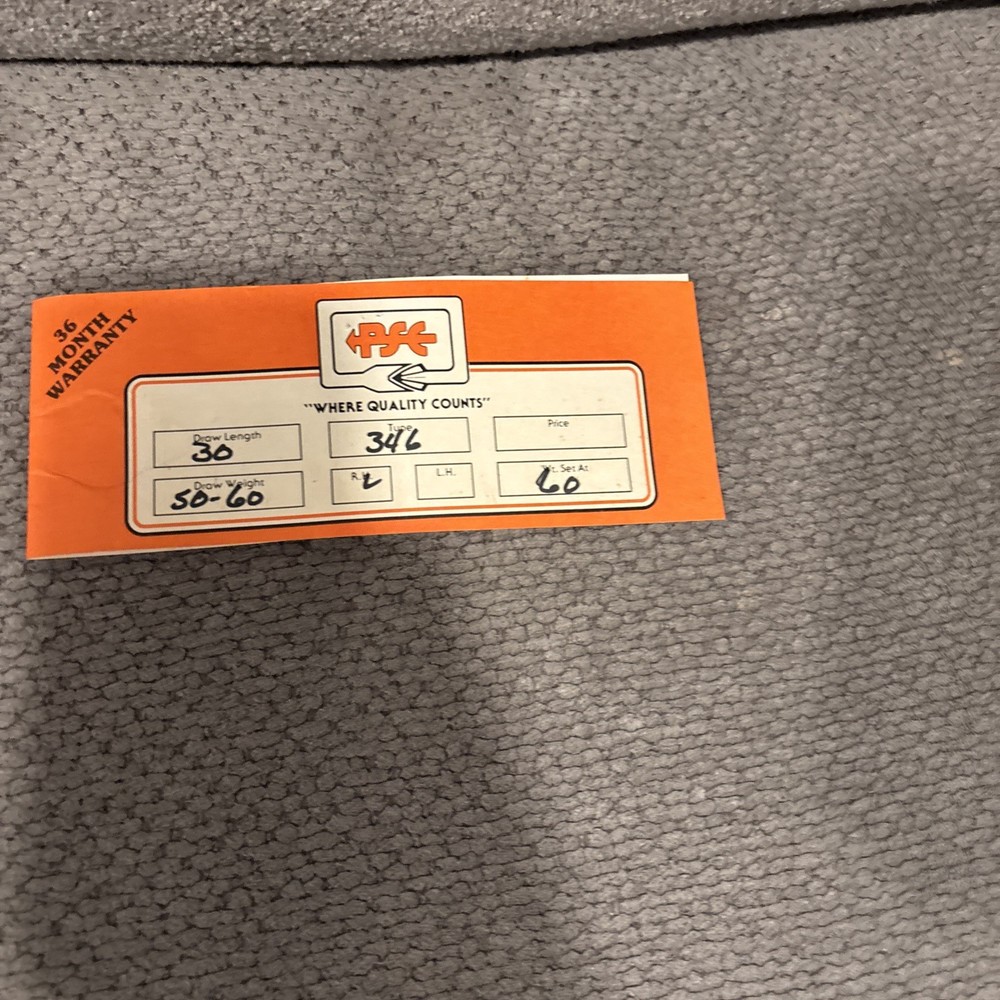 36
MONTH
WARRANTY
PSE
"WHERE QUALITY COUNTS"
Draw Length
30
Type
346
Price
Draw Weight
50-60
R.H.
L.H.
Wt. Set At
60